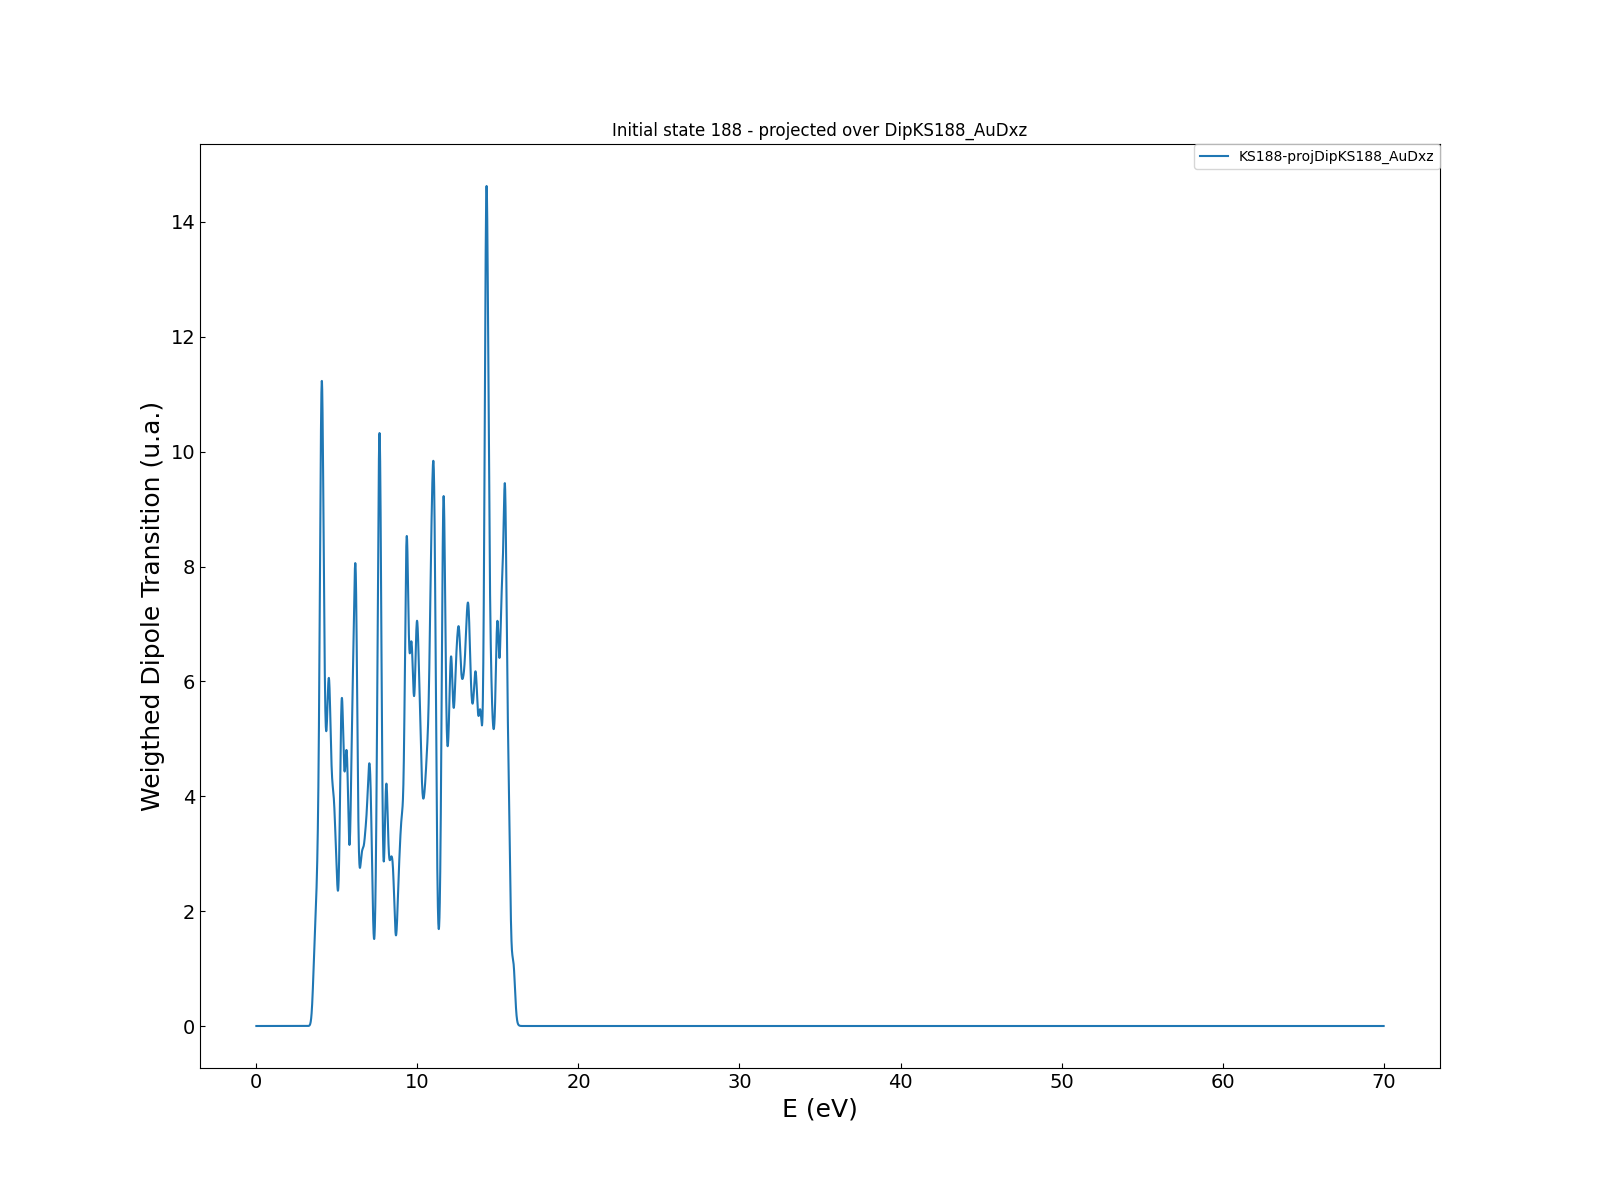 Initial state 188 - projected over DipKS188_AuDxz
KS188-projDipKS188_AuDxz
Weigthed Dipole Transition (u.a.)
14
12
10
8
6
4
2
0
0 10 20 30 40 50 60 70
E (eV)